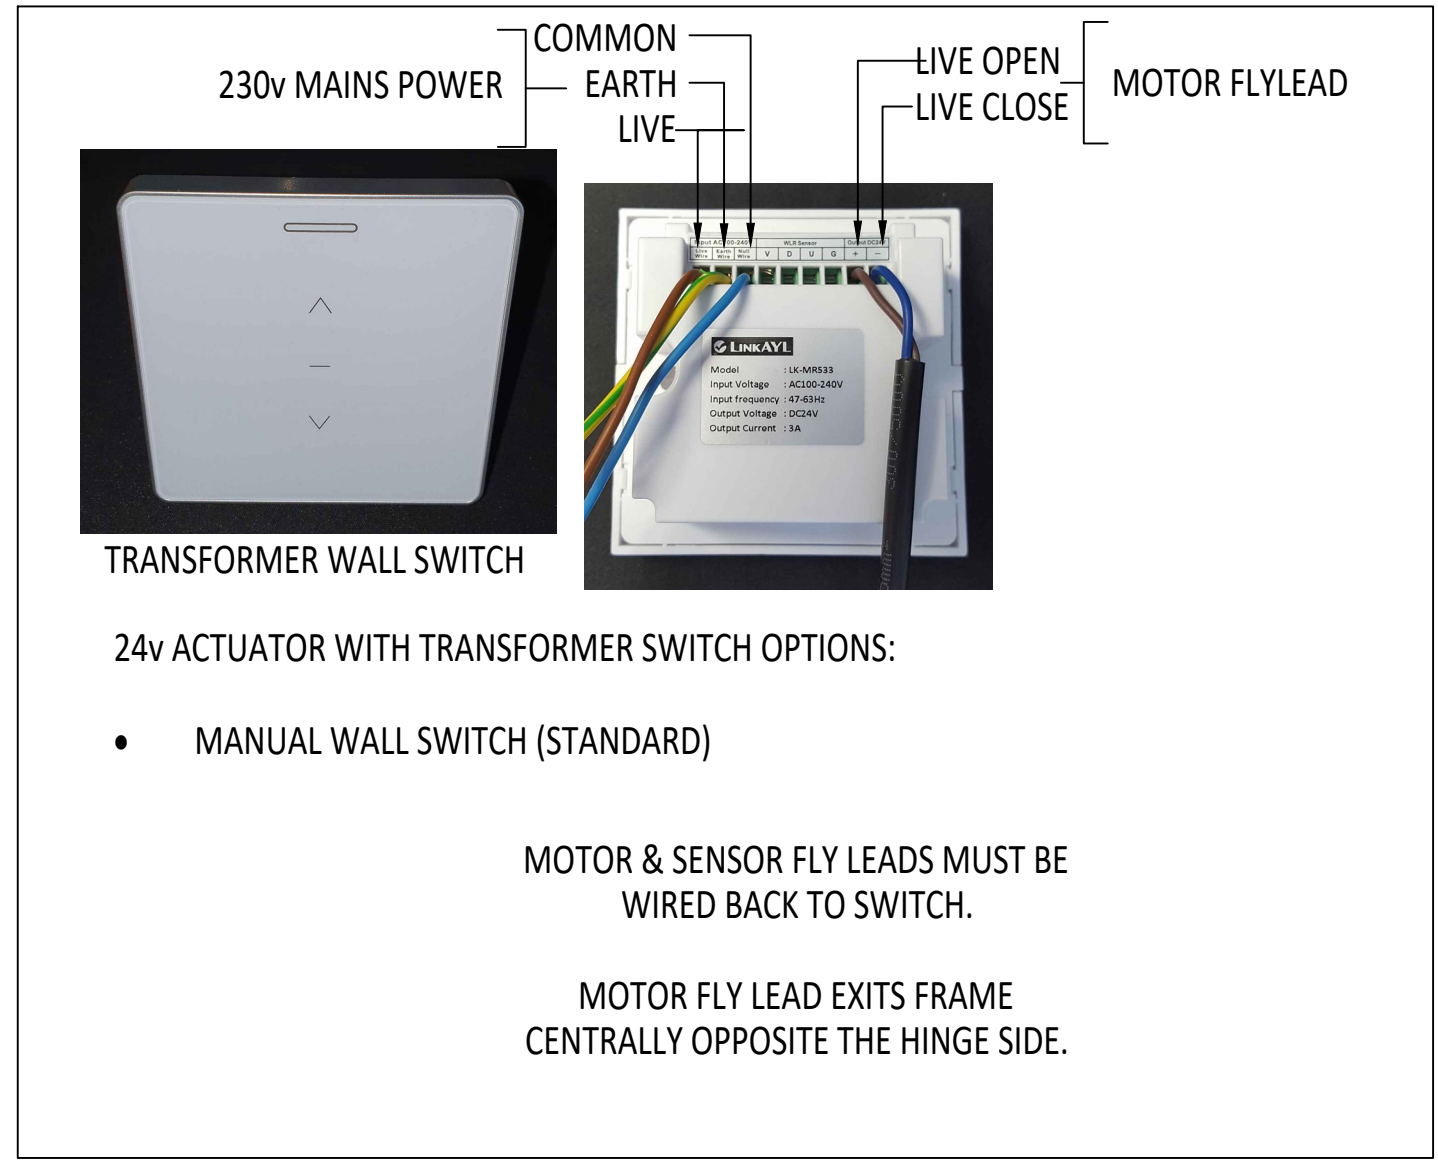 COMMON
230v MAINS POWER
EARTH
LIVE
LIVE OPEN
LIVE CLOSE
MOTOR FLYLEAD
Input AC100-240V
WLR Sensor
Output DC24V
Live Wire
Earth Wire
Null Wire
V D U G + −
LINKAYL
Model : LK-MR533
Input Voltage : AC100-240V
Input frequency : 47-63Hz
Output Voltage : DC24V
Output Current : 3A
TRANSFORMER WALL SWITCH
24v ACTUATOR WITH TRANSFORMER SWITCH OPTIONS:
• MANUAL WALL SWITCH (STANDARD)
MOTOR & SENSOR FLY LEADS MUST BE
WIRED BACK TO SWITCH.
MOTOR FLY LEAD EXITS FRAME
CENTRALLY OPPOSITE THE HINGE SIDE.